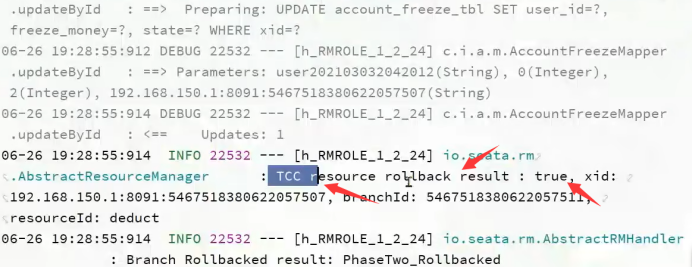 .updateById : ==> Preparing: UPDATE account_freeze_tbl SET user_id=?,
freeze_money=?, state=? WHERE xid=?
06-26 19:28:55:912 DEBUG 22532 --- [h_RMROLE_1_2_24] c.i.a.m.AccountFreezeMapper
.updateById : ==> Parameters: user202103032042012(String), 0(Integer),
2(Integer), 192.168.150.1:8091:5467518380622057507(String)
06-26 19:28:55:914 DEBUG 22532 --- [h_RMROLE_1_2_24] c.i.a.m.AccountFreezeMapper
.updateById : <== Updates: 1
06-26 19:28:55:914 INFO 22532 --- [h_RMROLE_1_2_24] io.seata.rm
.AbstractResourceManager : TCC resource rollback result : true, xid:
192.168.150.1:8091:5467518380622057507, branchId: 5467518380622057511,
resourceId: deduct
06-26 19:28:55:914 INFO 22532 --- [h_RMROLE_1_2_24] io.seata.rm.AbstractRMHandler
: Branch Rollbacked result: PhaseTwo_Rollbacked